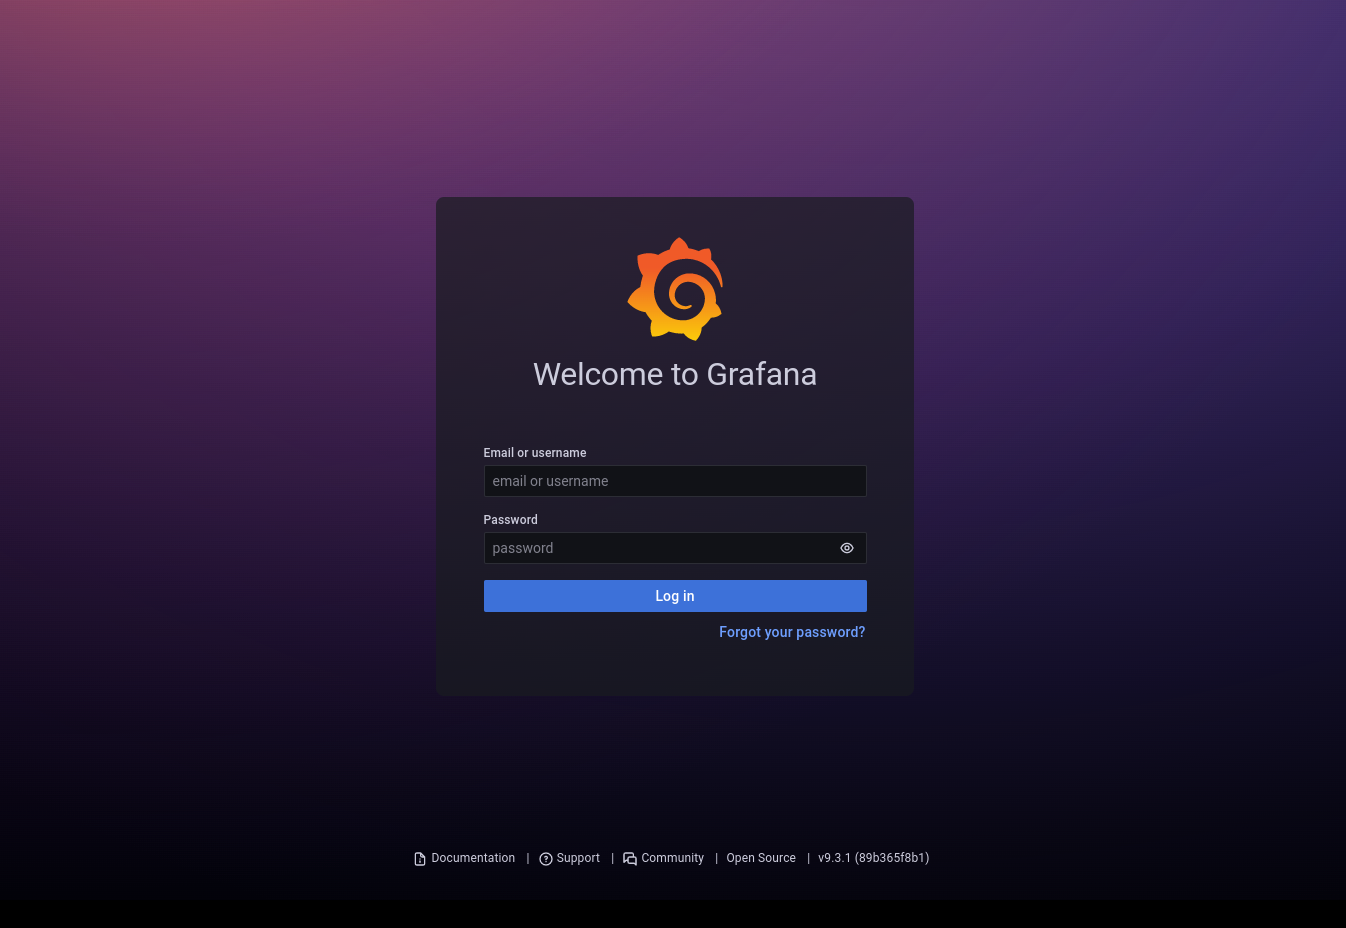 Welcome to Grafana
Email or username
email or username
Password
password
Log in
Forgot your password?
Documentation | Support | Community | Open Source | v9.3.1 (89b365f8b1)